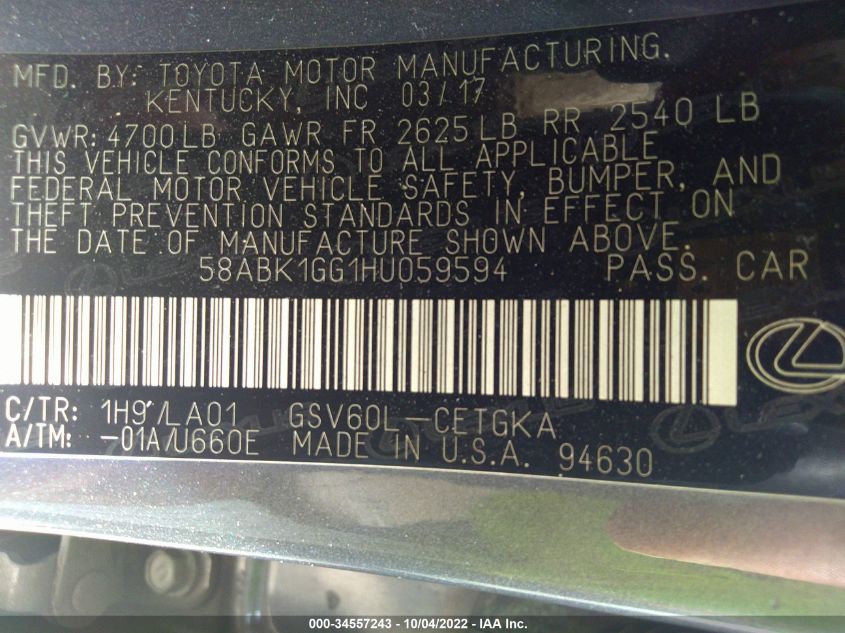 MFD. BY: TOYOTA MOTOR MANUFACTURING.
KENTUCKY, INC 03/17
GVWR: 4700LB GAWR FR 2625LB RR 2540 LB
THIS VEHICLE CONFORMS TO ALL APPLICABLE
FEDERAL MOTOR VEHICLE SAFETY, BUMPER, AND
THEFT PREVENTION STANDARDS IN EFFECT ON
THE DATE OF MANUFACTURE SHOWN ABOVE.
58ABK1GG1HU059594 PASS. CAR
C/TR: 1H9 /LA01 GSV60L-CETGKA
A/TM: -01A/U660E MADE IN U.S.A. 94630
000-34557243 - 10/04/2022 - IAA Inc.